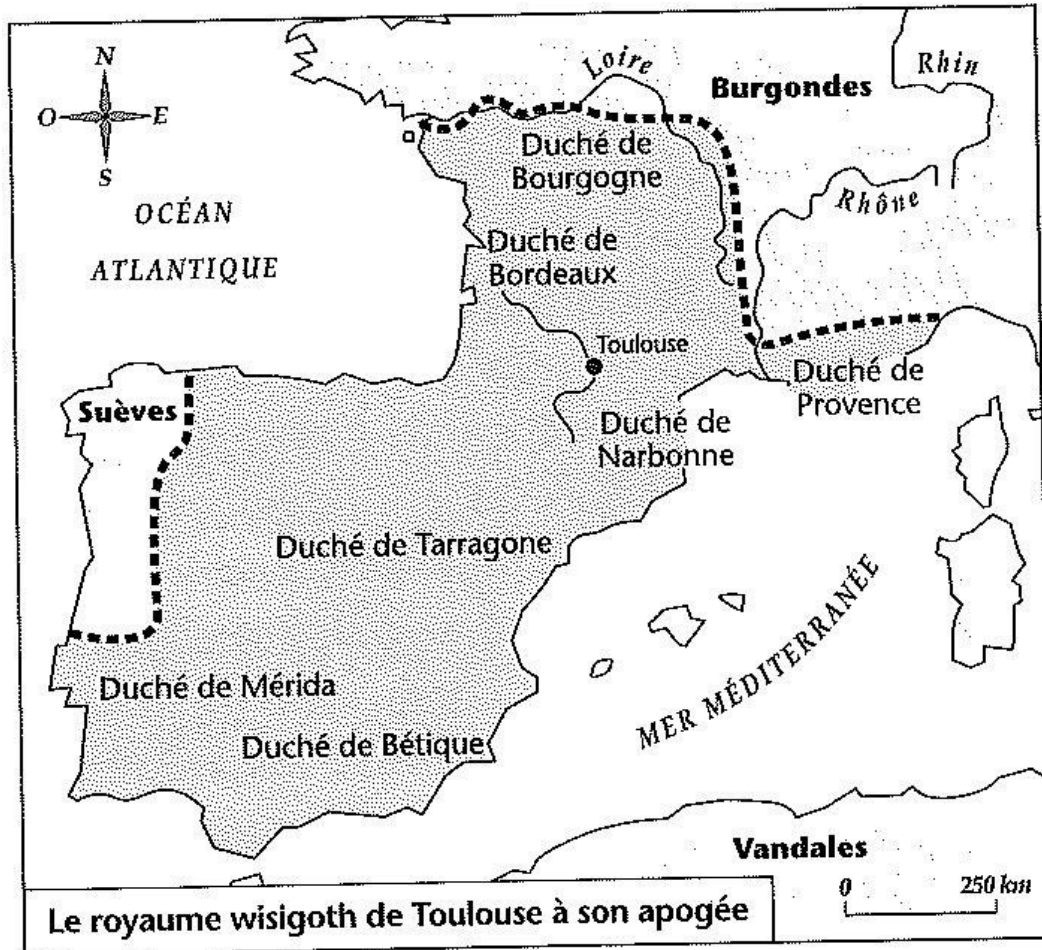 N
O
E
S
Loire
Rhin
Burgondes
Duché de
Bourgogne
Rhône
OCÉAN
ATLANTIQUE
Duché de
Bordeaux
Toulouse
Duché de
Provence
Suèves
Duché de
Narbonne
Duché de Tarragone
MER MÉDITERRANÉE
Duché de Mérida
Duché de Bétique
Vandales
0 250 km
Le royaume wisigoth de Toulouse à son apogée